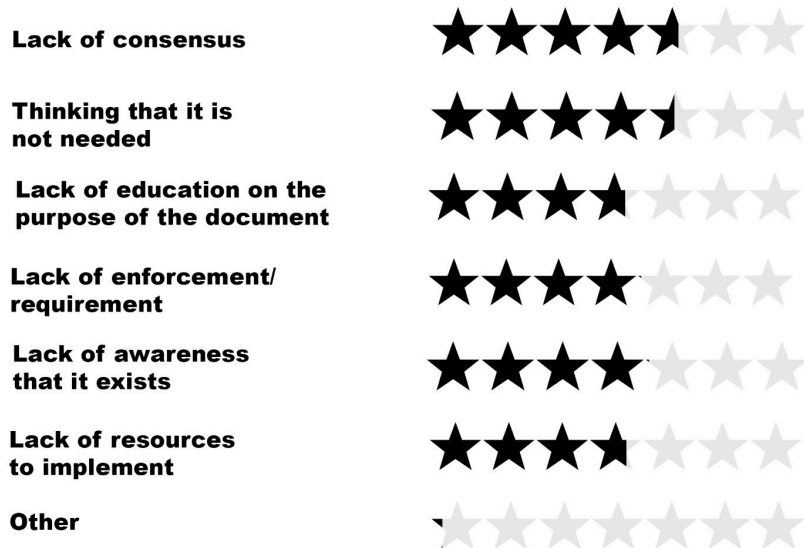 Lack of consensus
Thinking that it is
not needed
Lack of education on the
purpose of the document
Lack of enforcement/
requirement
Lack of awareness
that it exists
Lack of resources
to implement
Other